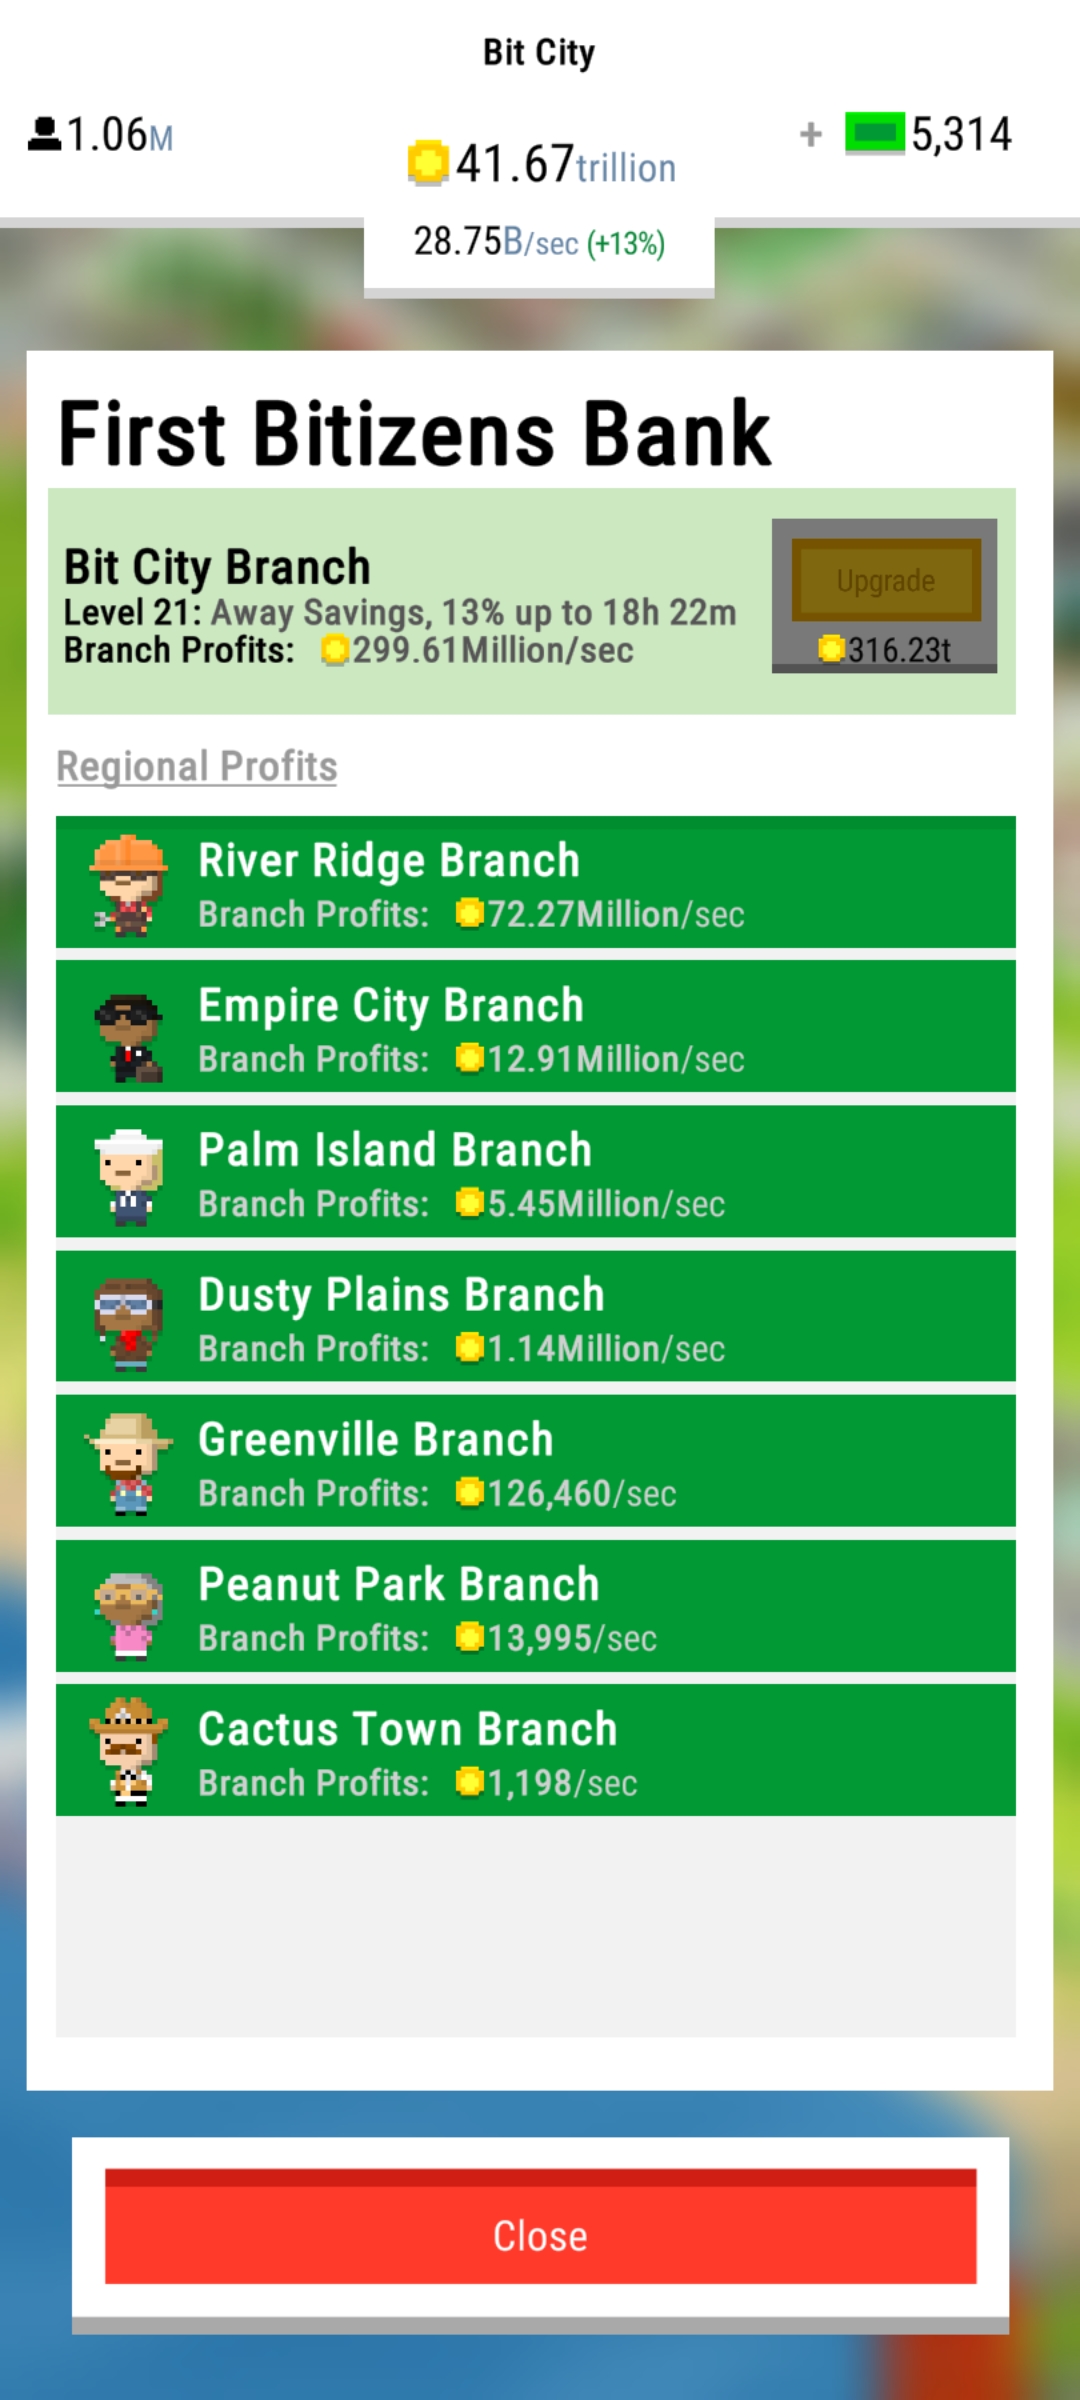 Bit City
1.06M
41.67trillion
+ 5,314
28.75B/sec (+13%)
First Bitizens Bank
Bit City Branch
Level 21: Away Savings, 13% up to 18h 22m
Branch Profits: 299.61Million/sec
Upgrade
316.23t
Regional Profits
River Ridge Branch
Branch Profits: 72.27Million/sec
Empire City Branch
Branch Profits: 12.91Million/sec
Palm Island Branch
Branch Profits: 5.45Million/sec
Dusty Plains Branch
Branch Profits: 1.14Million/sec
Greenville Branch
Branch Profits: 126,460/sec
Peanut Park Branch
Branch Profits: 13,995/sec
Cactus Town Branch
Branch Profits: 1,198/sec
Close